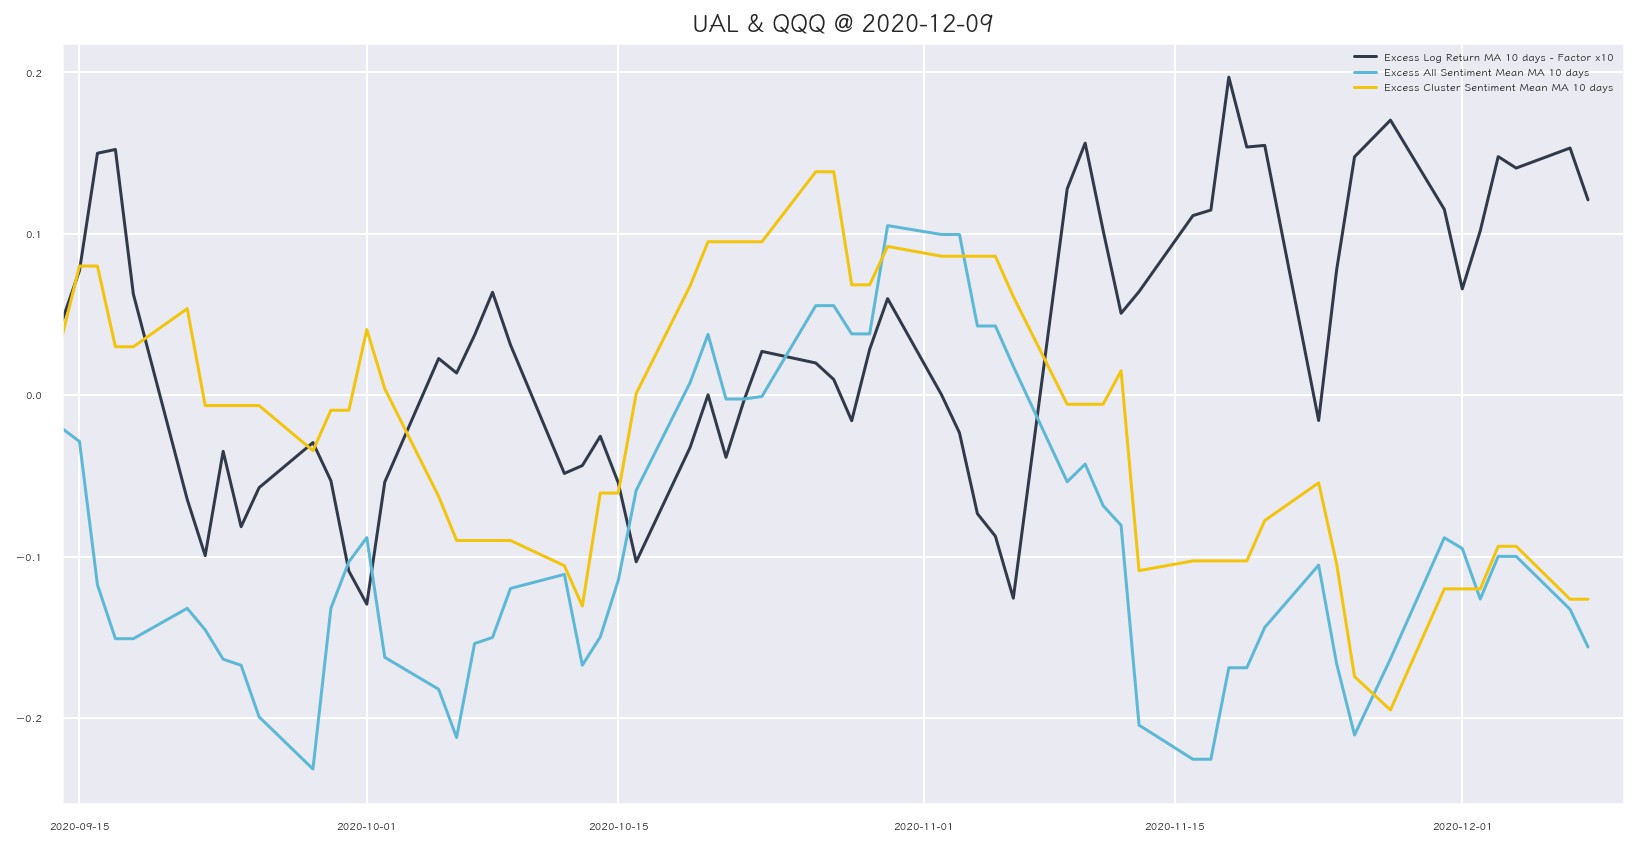 UAL & QQQ @ 2020-12-09
Excess Log Return MA 10 days - Factor x10
Excess All Sentiment Mean MA 10 days
Excess Cluster Sentiment Mean MA 10 days
0.2
0.1
0.0
−0.1
−0.2
2020-09-15 2020-10-01 2020-10-15 2020-11-01 2020-11-15 2020-12-01